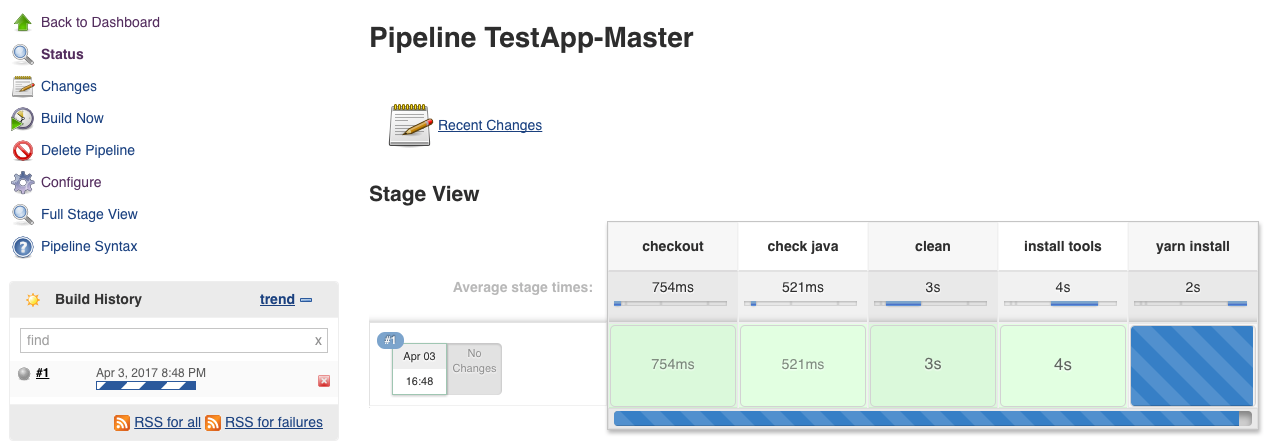 Back to Dashboard
Status
Changes
Build Now
Delete Pipeline
Configure
Full Stage View
Pipeline Syntax
Build History
trend
find
x
#1
Apr 3, 2017 8:48 PM
RSS for all
RSS for failures
Pipeline TestApp-Master
Recent Changes
Stage View
checkout
check java
clean
install tools
yarn install
Average stage times:
754ms
521ms
3s
4s
2s
#1
Apr 03
16:48
No
Changes
754ms
521ms
3s
4s